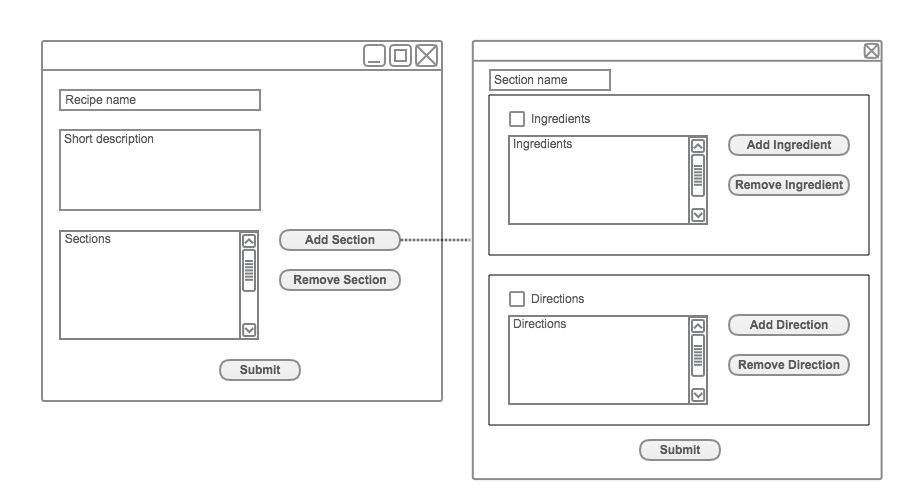 Recipe name
Short description
Sections
Add Section
Remove Section
Submit
Section name
Ingredients
Ingredients
Add Ingredient
Remove Ingredient
Directions
Directions
Add Direction
Remove Direction
Submit